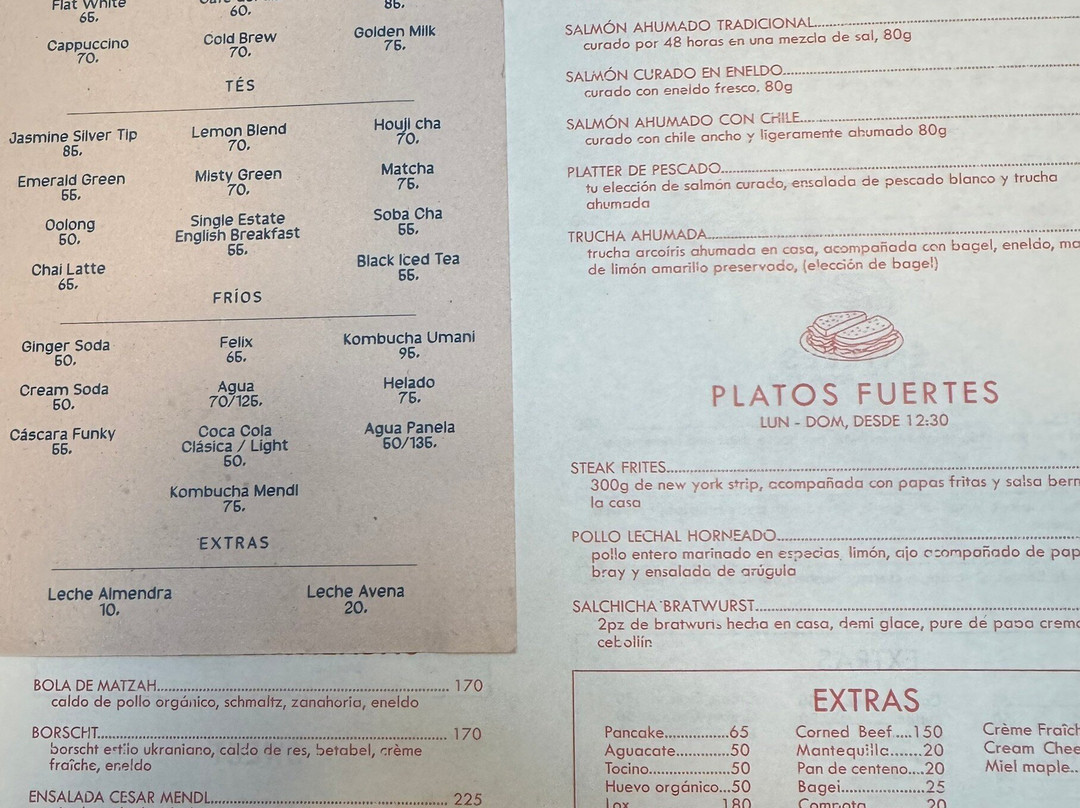 Flat White
65.
60.
85.
Cappuccino
70.
Cold Brew
70.
Golden Milk
75.
TÉS
Jasmine Silver Tip
85.
Lemon Blend
70.
Houji cha
70.
Emerald Green
55.
Misty Green
70.
Matcha
75.
Oolong
50.
Single Estate
English Breakfast
55.
Soba Cha
55.
Chai Latte
65.
Black Iced Tea
55.
FRÍOS
Ginger Soda
50.
Felix
65.
Kombucha Umani
95.
Cream Soda
50.
Agua
70/125.
Helado
75.
Cáscara Funky
55.
Coca Cola
Clásica / Light
50.
Agua Panela
50/135.
Kombucha Mendl
75.
EXTRAS
Leche Almendra
10.
Leche Avena
20.
BOLA DE MATZAH 170
caldo de pollo orgánico, schmaltz, zanahoria, eneldo
BORSCHT 170
borscht estilo ukraniano, caldo de res, betabel, crème
fraîche, eneldo
ENSALADA CESAR MENDL 225
SALMÓN AHUMADO TRADICIONAL
curado por 48 horas en una mezcla de sal, 80g
SALMÓN CURADO EN ENELDO
curado con eneldo fresco. 80g
SALMÓN AHUMADO CON CHILE
curado con chile ancho y ligeramente ahumado 80g
PLATTER DE PESCADO
tu elección de salmón curado, ensalada de pescado blanco y trucha
ahumada
TRUCHA AHUMADA
trucha arcoíris ahumada en casa, acompañada con bagel, eneldo, ma
de limón amarillo preservado, (elección de bagel)
PLATOS FUERTES
LUN - DOM, DESDE 12:30
STEAK FRITES
300g de new york strip, acompañada con papas fritas y salsa bern
la casa
POLLO LECHAL HORNEADO
pollo entero marinado en especias, limón, ajo acompañado de pap
bray y ensalada de arúgula
SALCHICHA BRATWURST
2pz de bratwurts hecha en casa, demi glace, pure de papa crema
cebollin
EXTRAS
Pancake 65
Corned Beef 150
Crème Fraîch
Aguacate 50
Mantequilla 20
Cream Chee
Tocino 50
Pan de centeno 20
Miel maple
Huevo orgánico 50
Bagel 25
Lox 180
Compota 20